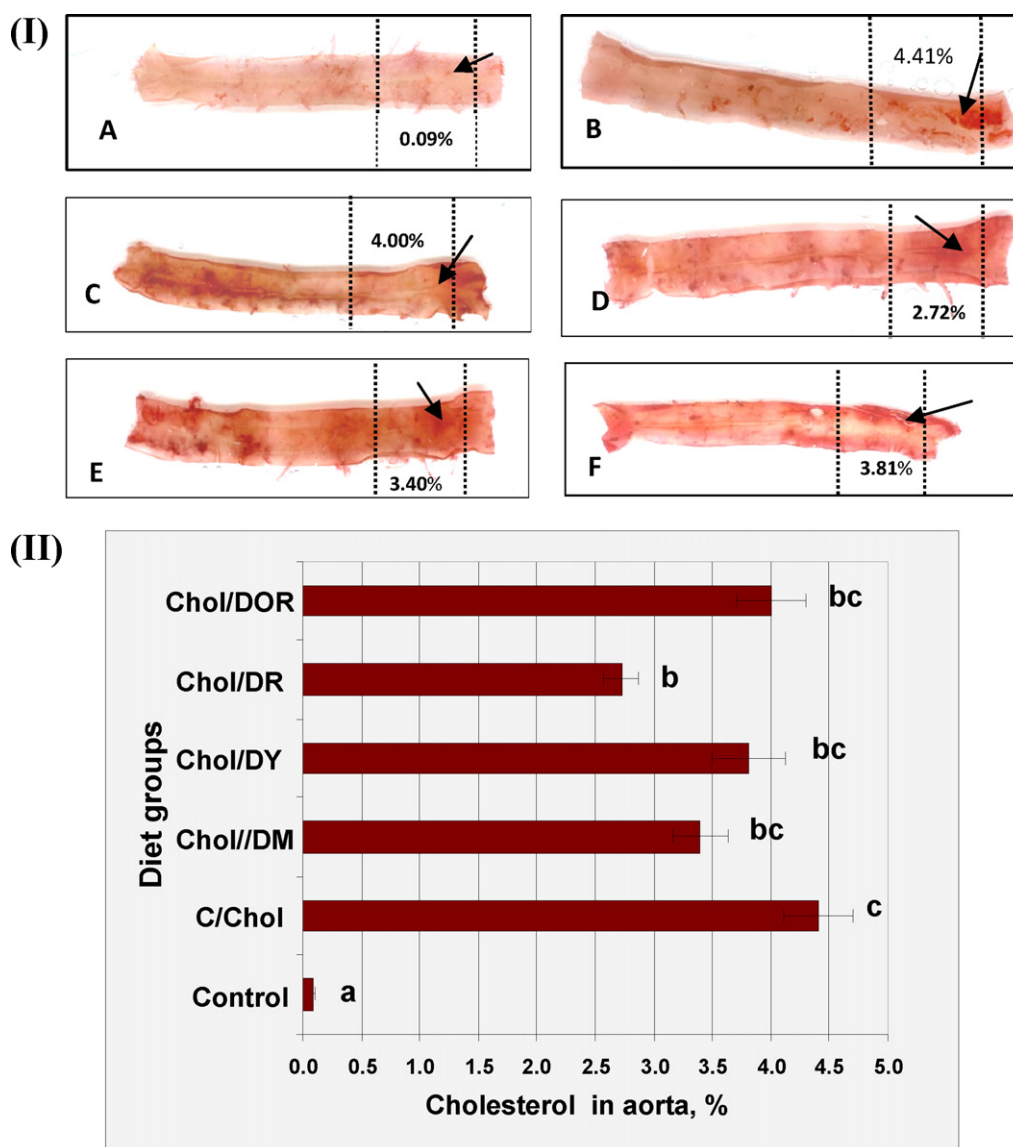 (I)
A
0.09%
4.41%
B
4.00%
C
D
2.72%
E
3.40%
F
3.81%
(II)
Diet groups
Chol/DOR
bc
Chol/DR
b
Chol/DY
bc
Chol//DM
bc
C/Chol
c
Control
a
0.0 0.5 1.0 1.5 2.0 2.5 3.0 3.5 4.0 4.5 5.0
Cholesterol in aorta, %